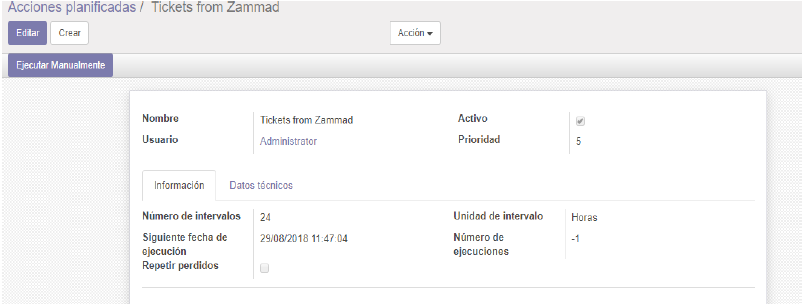 Acciones planificadas / Tickets from Zammad
Editar Crear Acción
Ejecutar Manualmente
Nombre Tickets from Zammad Activo
Usuario Administrator Prioridad 5
Información Datos técnicos
Número de intervalos 24 Unidad de intervalo Horas
Siguiente fecha de ejecución 29/08/2018 11:47:04 Número de ejecuciones -1
Repetir perdidos